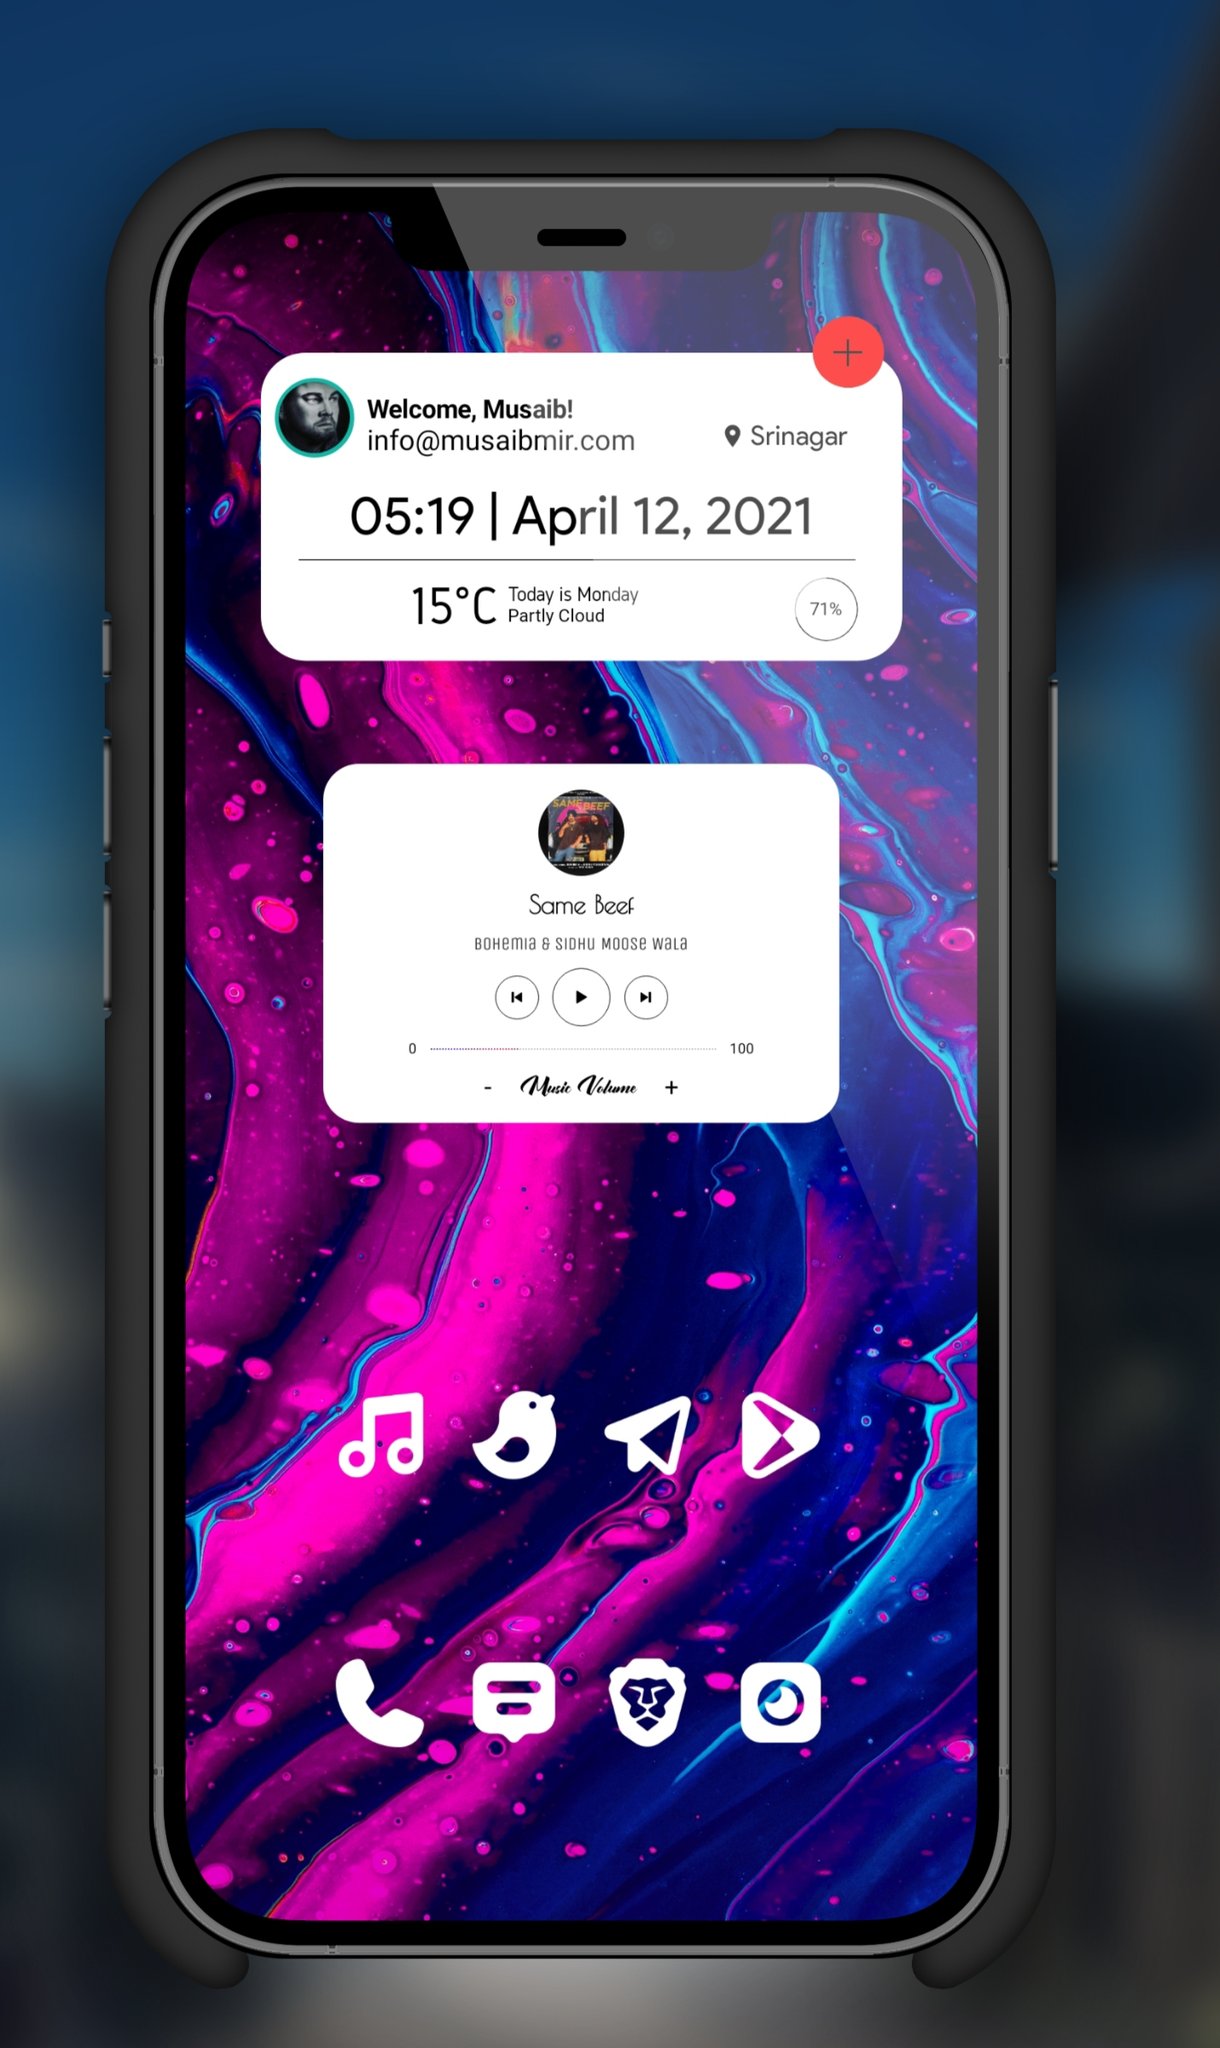 Welcome, Musaib!
info@musaibmir.com
Srinagar
05:19 | April 12, 2021
15°C
Today is Monday
Partly Cloud
71%
SAME BEEF
Same Beef
BOHEMIA & SIDHU MOOSE WALA
0
100
- Music Volume +